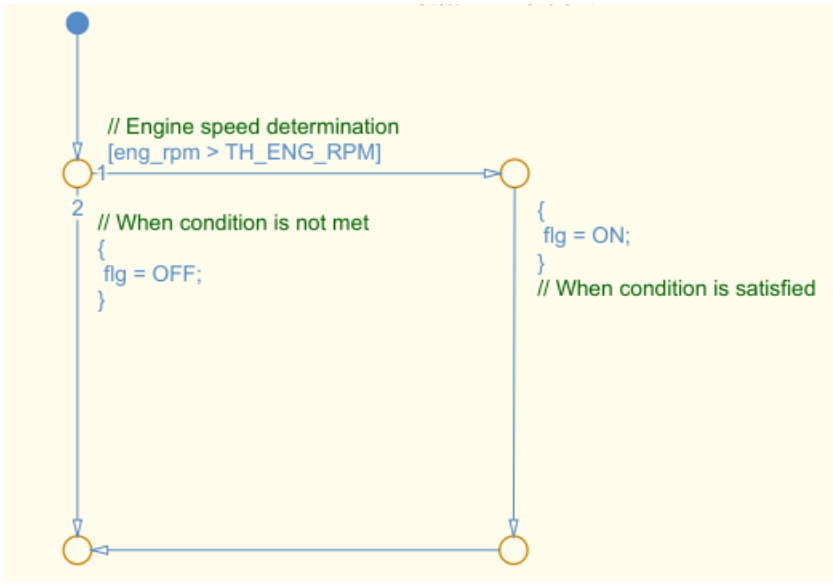 // Engine speed determination
[eng_rpm > TH_ENG_RPM]
1
2
// When condition is not met
{
flg = OFF;
}
{
flg = ON;
}
// When condition is satisfied